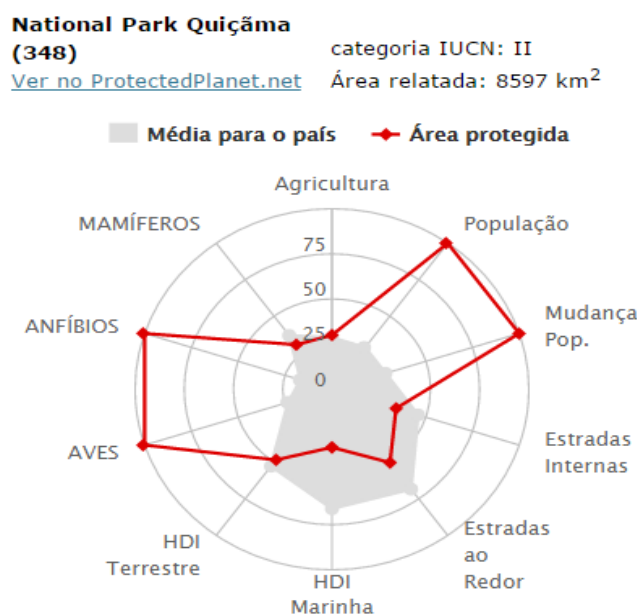 National Park Quiçãma
(348)
Ver no ProtectedPlanet.net
categoria IUCN: II
Área relatada: 8597 km²
Média para o país
Área protegida
Agricultura
MAMÍFEROS
População
75
ANFÍBIOS
50
Mudança
Pop.
25
0
AVES
Estradas
Internas
HDI
Terrestre
Estradas
ao
Redor
HDI
Marinha